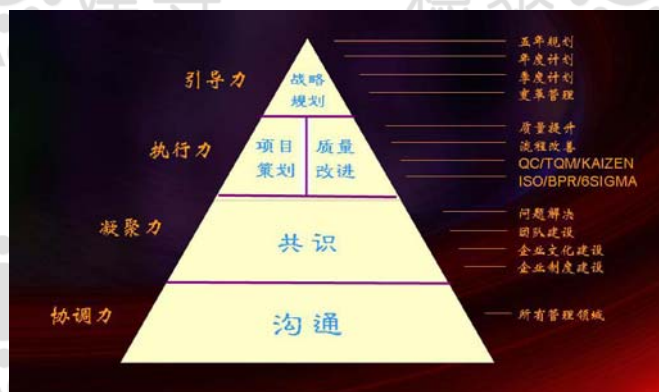 引导力
战略
规划
五年规划
年度计划
季度计划
变革管理
执行力
项目
策划
质量
改进
质量提升
流程改善
QC/TQM/KAIZEN
ISO/BPR/6SIGMA
凝聚力
共识
问题解决
团队建设
企业文化建设
企业制度建设
协调力
沟通
所有管理领域